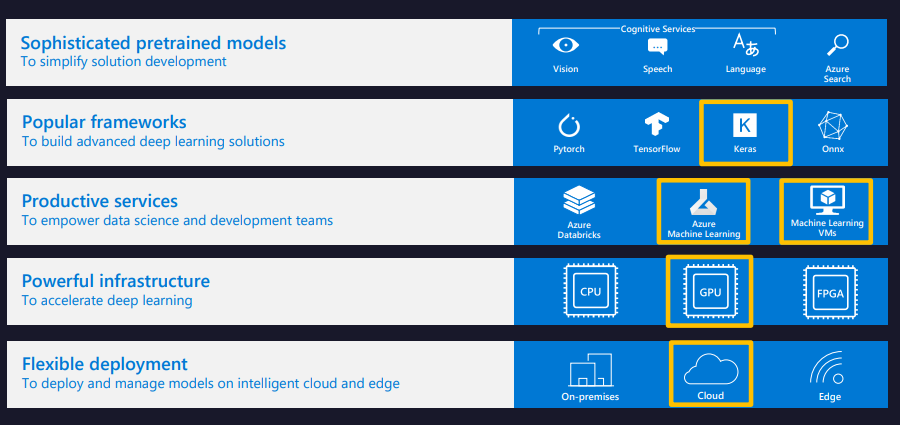 Sophisticated pretrained models
To simplify solution development
Cognitive Services
Vision
Speech
Language
Azure
Search
Popular frameworks
To build advanced deep learning solutions
Pytorch
TensorFlow
K
Keras
Onnx
Productive services
To empower data science and development teams
Azure
Databricks
Azure
Machine Learning
Machine Learning
VMs
Powerful infrastructure
To accelerate deep learning
CPU
GPU
FPGA
Flexible deployment
To deploy and manage models on intelligent cloud and edge
On-premises
Cloud
Edge